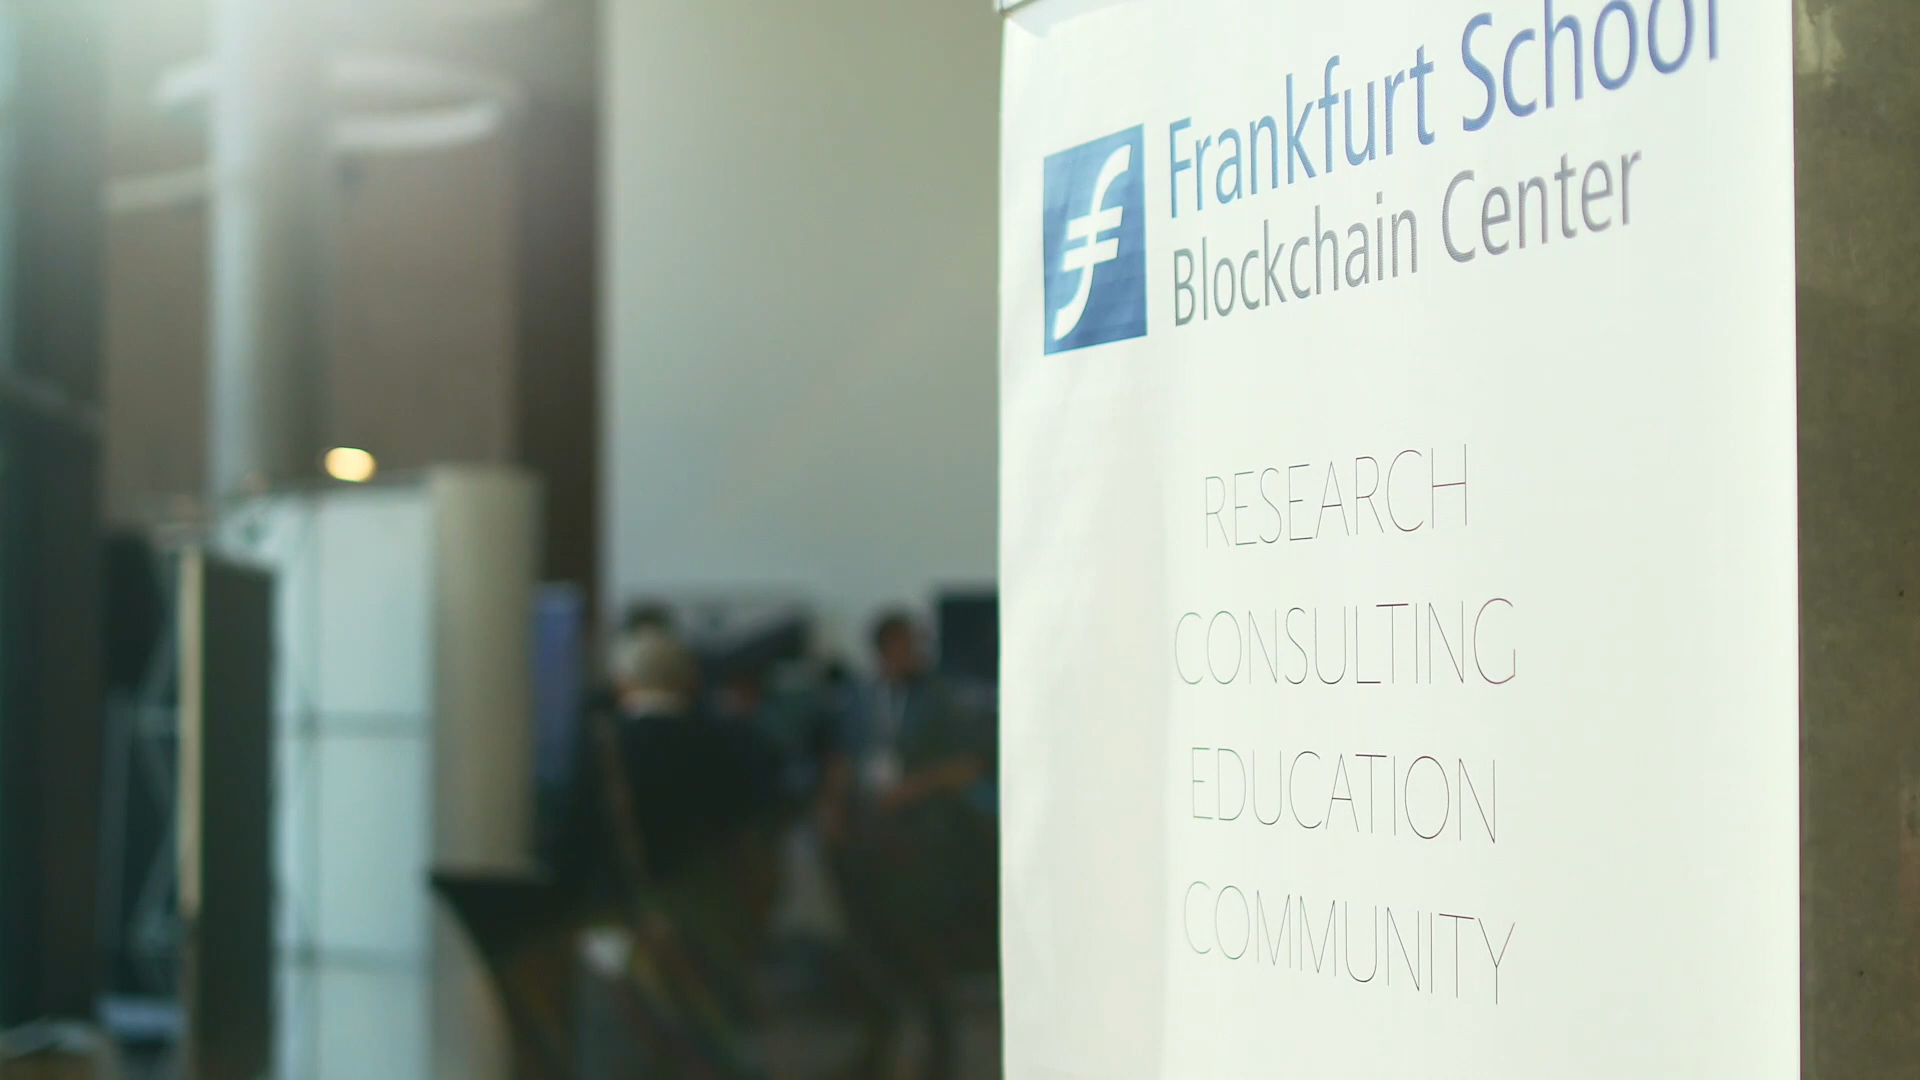 Frankfurt School
Blockchain Center
RESEARCH
CONSULTING
EDUCATION
COMMUNITY